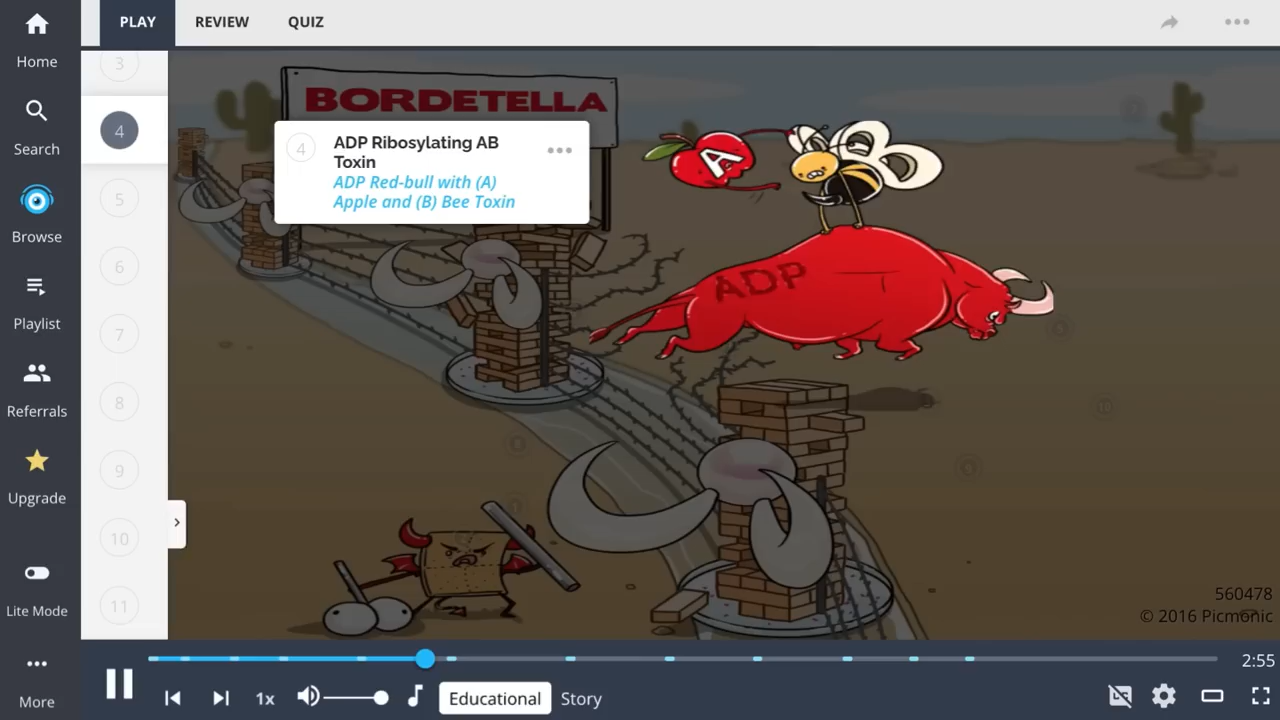 PLAY
REVIEW
QUIZ
Home
Search
Browse
Playlist
Referrals
Upgrade
Lite Mode
More
3
4
5
6
7
8
9
10
11
BORDETELLA
4
ADP Ribosylating AB
Toxin
ADP Red-bull with (A)
Apple and (B) Bee Toxin
A
B
ADP
560478
© 2016 Picmonic
2:55
1x
Educational
Story